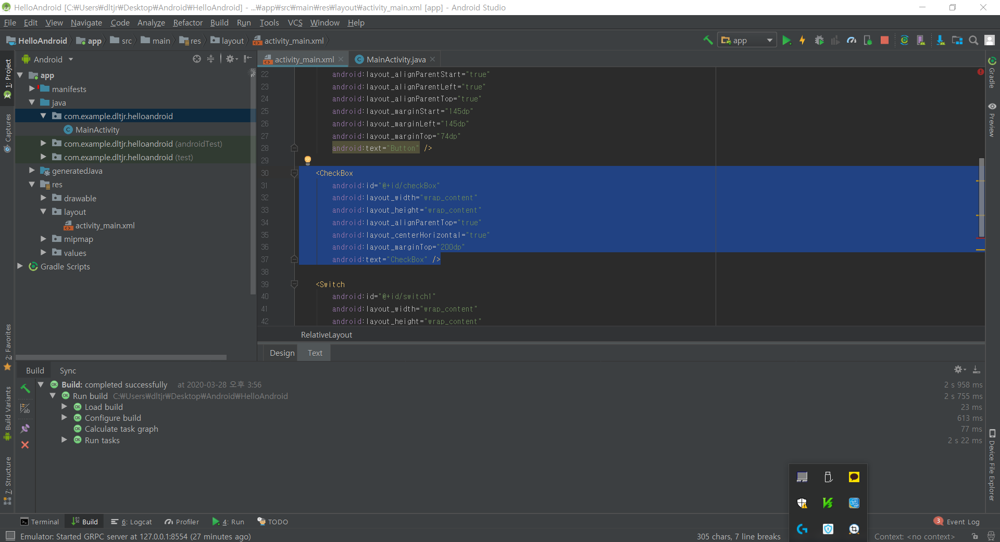 HelloAndroid [C:₩Users₩dltjr₩Desktop₩Android₩HelloAndroid] - ...₩app₩src₩main₩res₩layout₩activity_main.xml [app] - Android Studio
File Edit View Navigate Code Analyze Refactor Build Run Tools VCS Window Help
HelloAndroid app src main res layout activity_main.xml app
1: Project
Captures
2: Favorites
Build Variants
7: Structure
Android
app
manifests
java
com.example.dltjr.helloandroid
MainActivity
com.example.dltjr.helloandroid (androidTest)
com.example.dltjr.helloandroid (test)
generatedJava
res
drawable
layout
activity_main.xml
mipmap
values
Gradle Scripts
activity_main.xml MainActivity.java
22 android:layout_alignParentStart="true"
23 android:layout_alignParentLeft="true"
24 android:layout_alignParentTop="true"
25 android:layout_marginStart="145dp"
26 android:layout_marginLeft="145dp"
27 android:layout_marginTop="74dp"
28 android:text="Button" />
29
30 <CheckBox
31 android:id="@+id/checkBox"
32 android:layout_width="wrap_content"
33 android:layout_height="wrap_content"
34 android:layout_alignParentTop="true"
35 android:layout_centerHorizontal="true"
36 android:layout_marginTop="200dp"
37 android:text="CheckBox" />
38
39 <Switch
40 android:id="@+id/switch1"
41 android:layout_width="wrap_content"
42 android:layout_height="wrap_content"
RelativeLayout
Design Text
Gradle
Preview
Device File Explorer
Build Sync
Build: completed successfully at 2020-03-28 오후 3:56 2 s 958 ms
Run build C:₩Users₩dltjr₩Desktop₩Android₩HelloAndroid 2 s 755 ms
Load build 23 ms
Configure build 613 ms
Calculate task graph 77 ms
Run tasks 2 s 22 ms
Terminal Build 6: Logcat Profiler 4: Run TODO 3 Event Log
Emulator: Started GRPC server at 127.0.0.1:8554 (27 minutes ago) 305 chars, 7 line breaks Context: <no context>